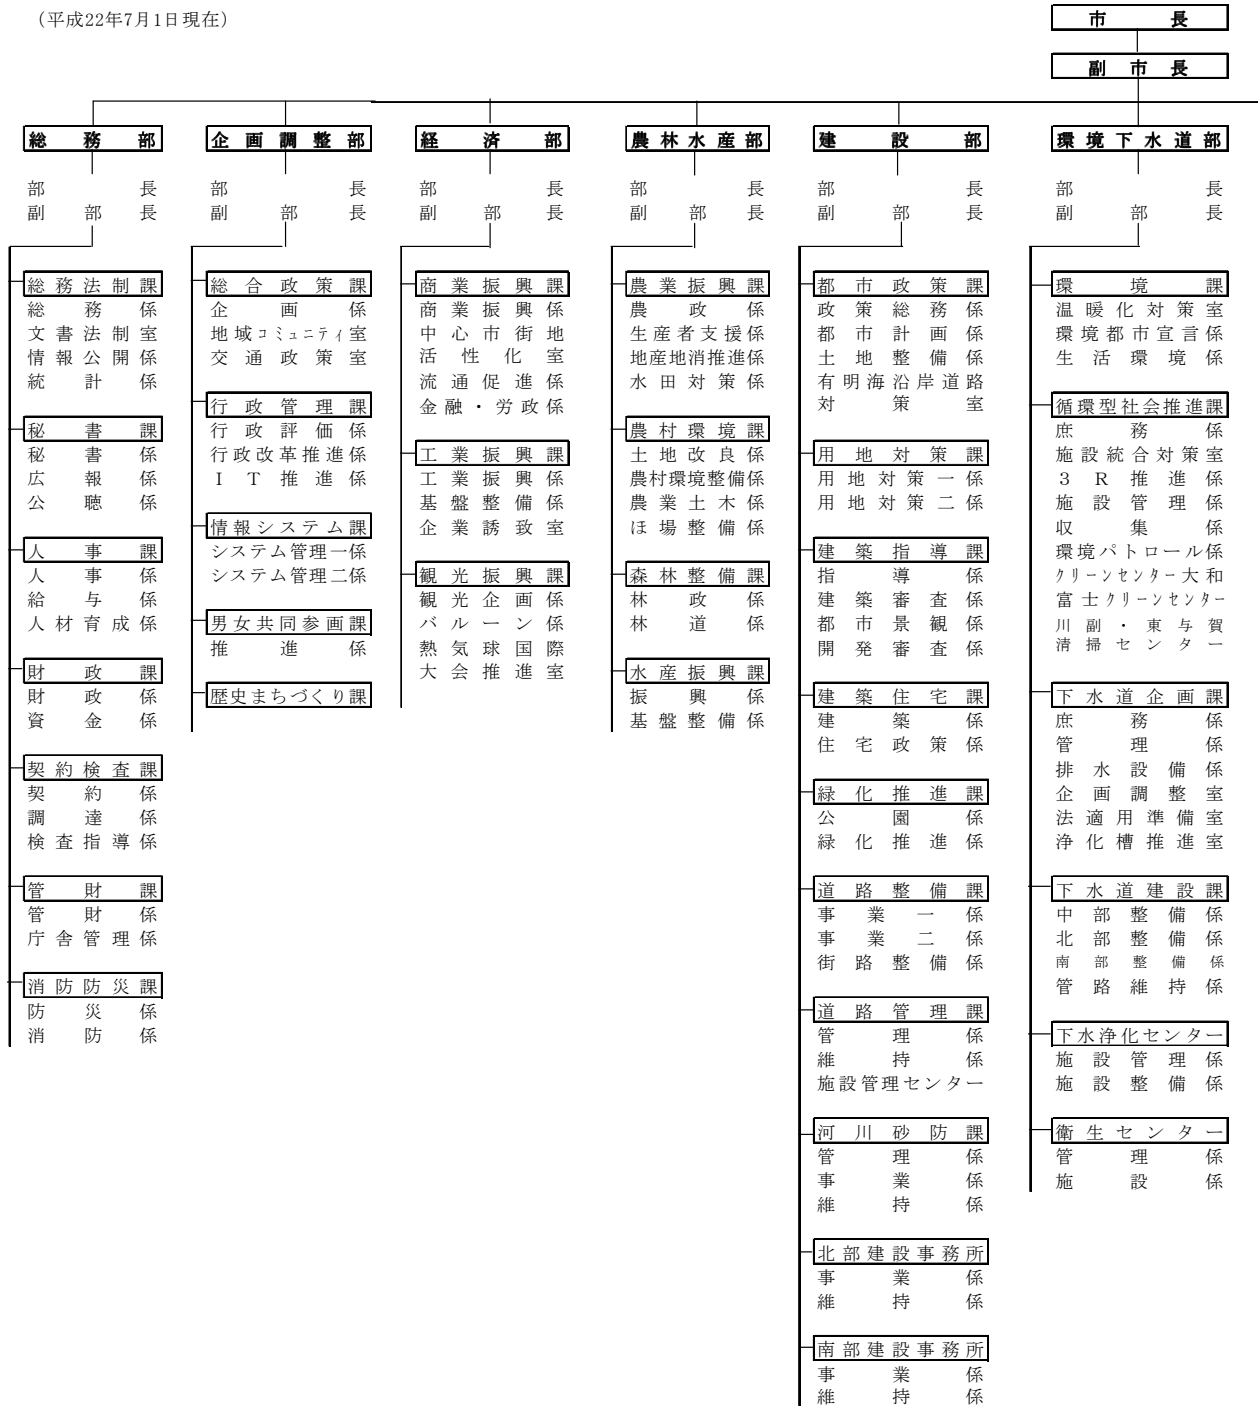 （平成22年7月1日現在）
市長
副市長
総務部
部長
副部長
総務法制課
総務係
文書法制室
情報公開係
統計係
秘書課
秘書係
広報係
公聴係
人事課
人事係
給与係
人材育成係
財政課
財政係
資金係
契約検査課
契約係
調達係
検査指導係
管財課
管財係
庁舎管理係
消防防災課
防災係
消防係
企画調整部
部長
副部長
総合政策課
企画係
地域コミュニティ室
交通政策室
行政管理課
行政評価係
行政改革推進係
ＩＴ推進係
情報システム課
システム管理一係
システム管理二係
男女共同参画課
推進係
歴史まちづくり課
経済部
部長
副部長
商業振興課
商業振興係
中心市街地
活性化室
流通促進係
金融・労政係
工業振興課
工業振興係
基盤整備係
企業誘致室
観光振興課
観光企画係
バルーン係
熱気球国際
大会推進室
農林水産部
部長
副部長
農業振興課
農政係
生産者支援係
地産地消推進係
水田対策係
農村環境課
土地改良係
農村環境整備係
農業土木係
ほ場整備係
森林整備課
林政係
林道係
水産振興課
振興係
基盤整備係
建設部
部長
副部長
都市政策課
政策総務係
都市計画係
土地整備係
有明海沿岸道路
対策室
用地対策課
用地対策一係
用地対策二係
建築指導課
指導係
建築審査係
都市景観係
開発審査係
建築住宅課
建築係
住宅政策係
緑化推進課
公園係
緑化推進係
道路整備課
事業一係
事業二係
街路整備係
道路管理課
管理係
維持係
施設管理センター
河川砂防課
管理係
事業係
維持係
北部建設事務所
事業係
維持係
南部建設事務所
事業係
維持係
環境下水道部
部長
副部長
環境課
温暖化対策室
環境都市宣言係
生活環境係
循環型社会推進課
庶務係
施設統合対策室
３Ｒ推進係
施設管理係
収集係
環境パトロール係
クリーンセンター大和
富士クリーンセンター
川副・東与賀
清掃センター
下水道企画課
庶務係
管理係
排水設備係
企画調整室
法適用準備室
浄化槽推進室
下水道建設課
中部整備係
北部整備係
南部整備係
管路維持係
下水浄化センター
施設管理係
施設整備係
衛生センター
管理係
施設係